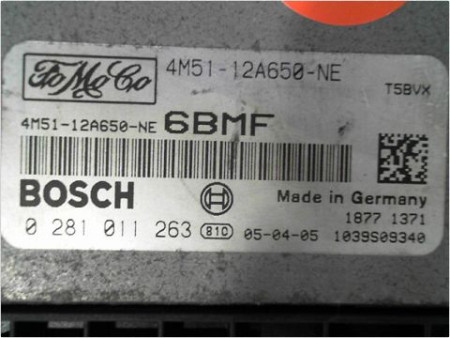 FoMoCo 4M51-12A650-NE
T5BVX
4M51-12A650-NE 6BMF
BOSCH Made in Germany
1877 1371
0 281 011 263 810 05-04-05 1039S09340